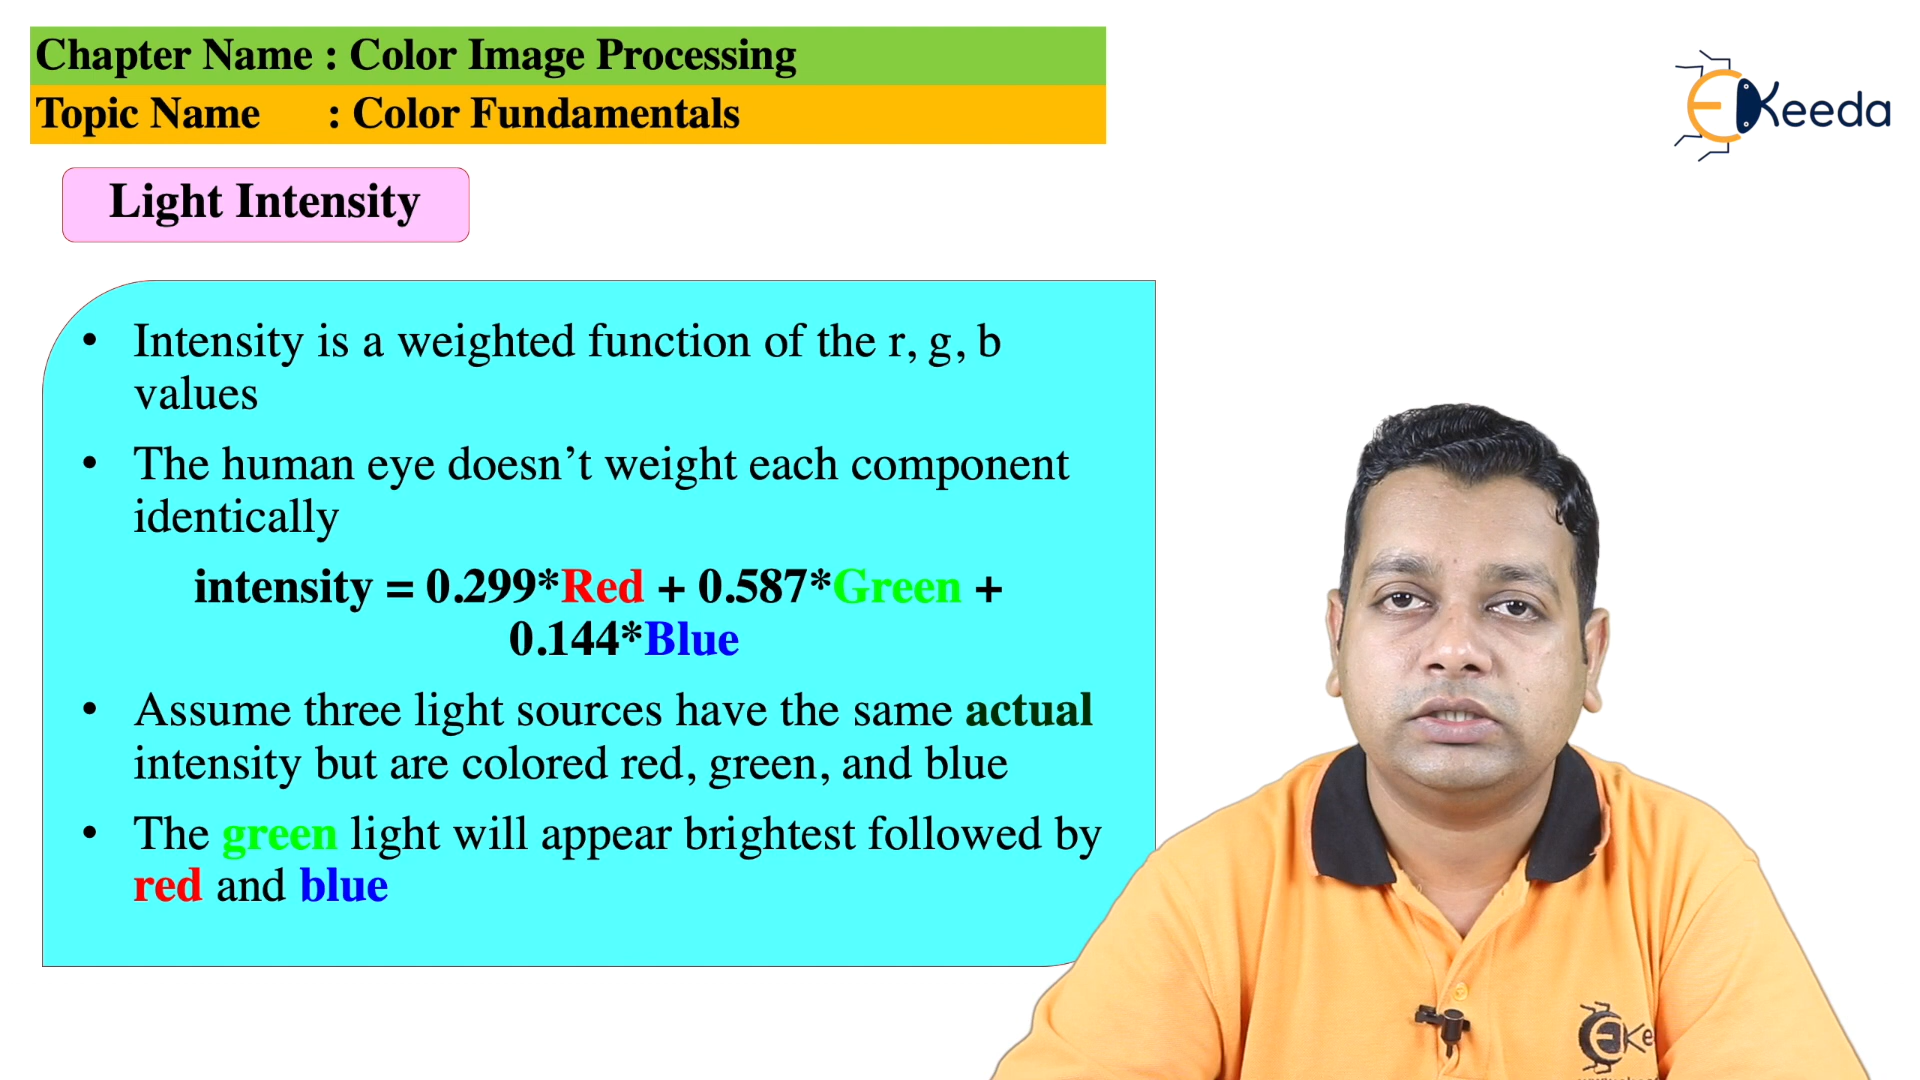 Chapter Name : Color Image Processing
Topic Name : Color Fundamentals
Keeda
Light Intensity
• Intensity is a weighted function of the r, g, b
values
• The human eye doesn’t weight each component
identically
intensity = 0.299*Red + 0.587*Green +
0.144*Blue
• Assume three light sources have the same actual
intensity but are colored red, green, and blue
• The green light will appear brightest followed by
red and blue